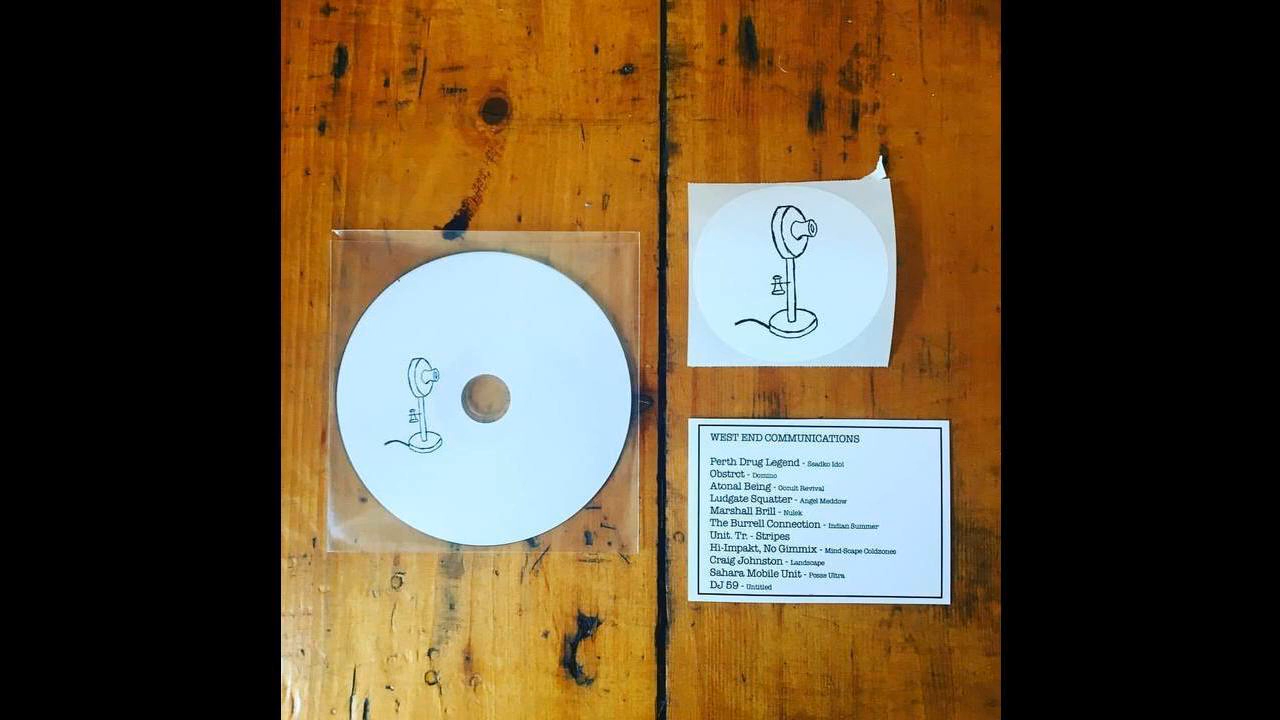 WEST END COMMUNICATIONS
Perth Drug Legend - Ssadko Idol
Obstrct - Domino
Atonal Being - Occult Revival
Ludgate Squatter - Angel Meddow
Marshall Brill - Nulek
The Burrell Connection - Indian Summer
Unit. Tr. - Stripes
Hi-Impakt, No Gimmix - Mind-Scape Coldzones
Craig Johnston - Landscape
Sahara Mobile Unit - Posse Ultra
DJ 59 - Untitled